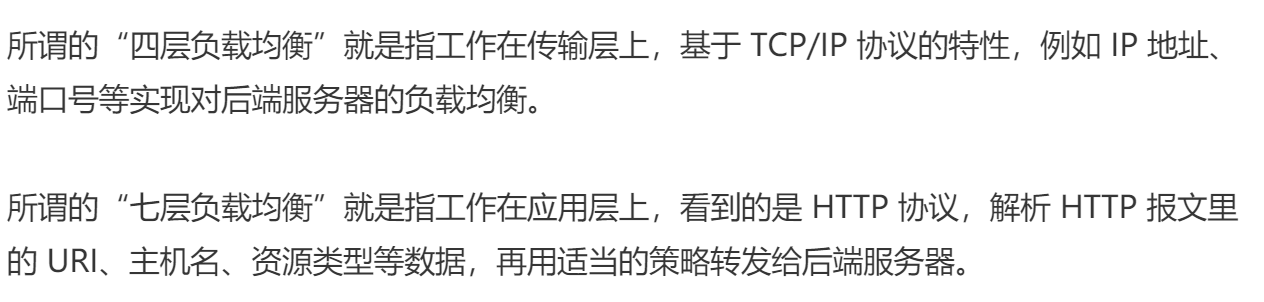 所谓的“四层负载均衡”就是指工作在传输层上，基于 TCP/IP 协议的特性，例如 IP 地址、
端口号等实现对后端服务器的负载均衡。
所谓的“七层负载均衡”就是指工作在应用层上，看到的是 HTTP 协议，解析 HTTP 报文里
的 URI、主机名、资源类型等数据，再用适当的策略转发给后端服务器。